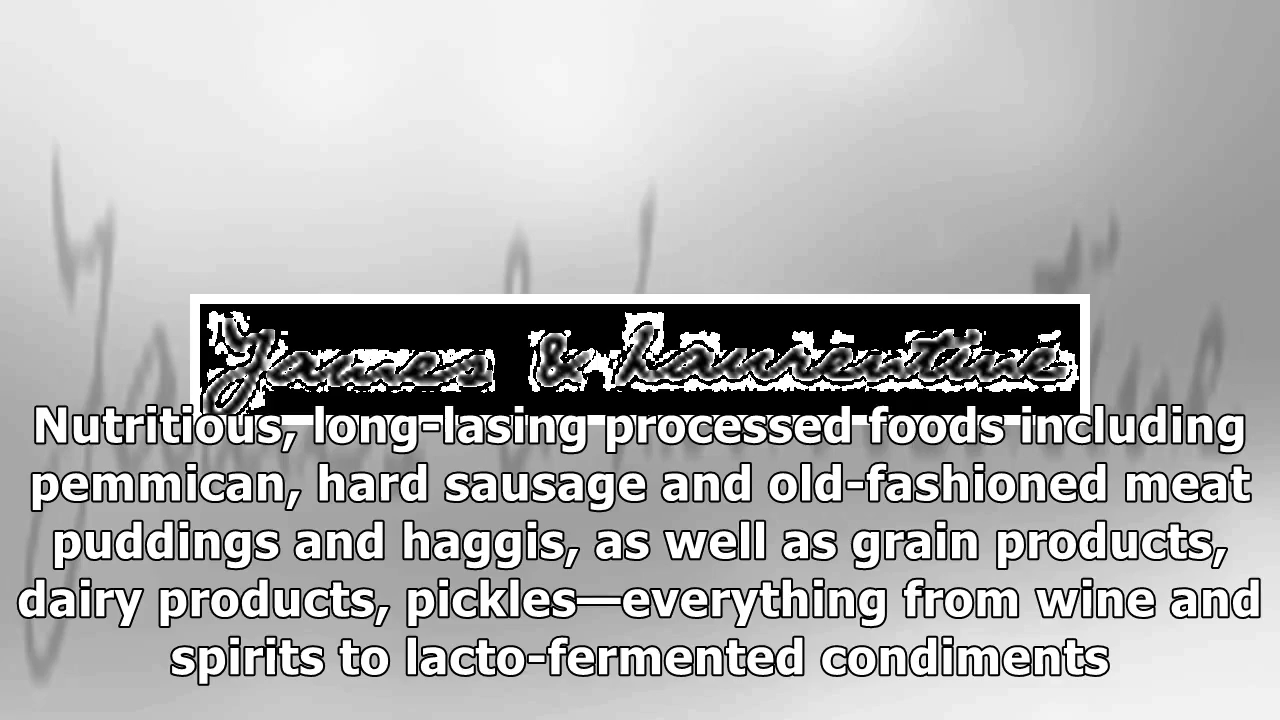 James & Laurentine
Nutritious, long-lasing processed foods including
pemmican, hard sausage and old-fashioned meat
puddings and haggis, as well as grain products,
dairy products, pickles—everything from wine and
spirits to lacto-fermented condiments